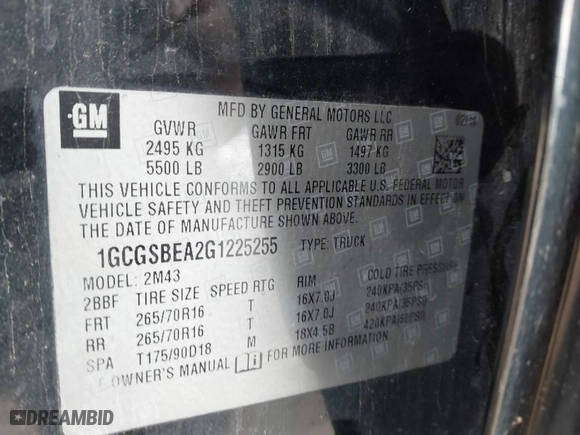 GM
MFD BY GENERAL MOTORS LLC
GVWR GAWR FRT GAWR RR
2495 KG 1315 KG 1497 KG
5500 LB 2900 LB 3300 LB
THIS VEHICLE CONFORMS TO ALL APPLICABLE U.S. FEDERAL MOTOR
VEHICLE SAFETY AND THEFT PREVENTION STANDARDS IN EFFECT ON
THE DATE OF MANUFACTURE SHOWN ABOVE.
1GCGSBEA2G1225255 TYPE: TRUCK
MODEL: 2M43
2BBF TIRE SIZE SPEED RTG RIM COLD TIRE PRESSURE
FRT 265/70R16 T 16X7.0J 240KPA/35PSI
RR 265/70R16 T 16X7.0J 240KPA/35PSI
SPA T175/90D18 M 18X4.5B 420KPA/60PSI
OWNER'S MANUAL FOR MORE INFORMATION
DREAMBID